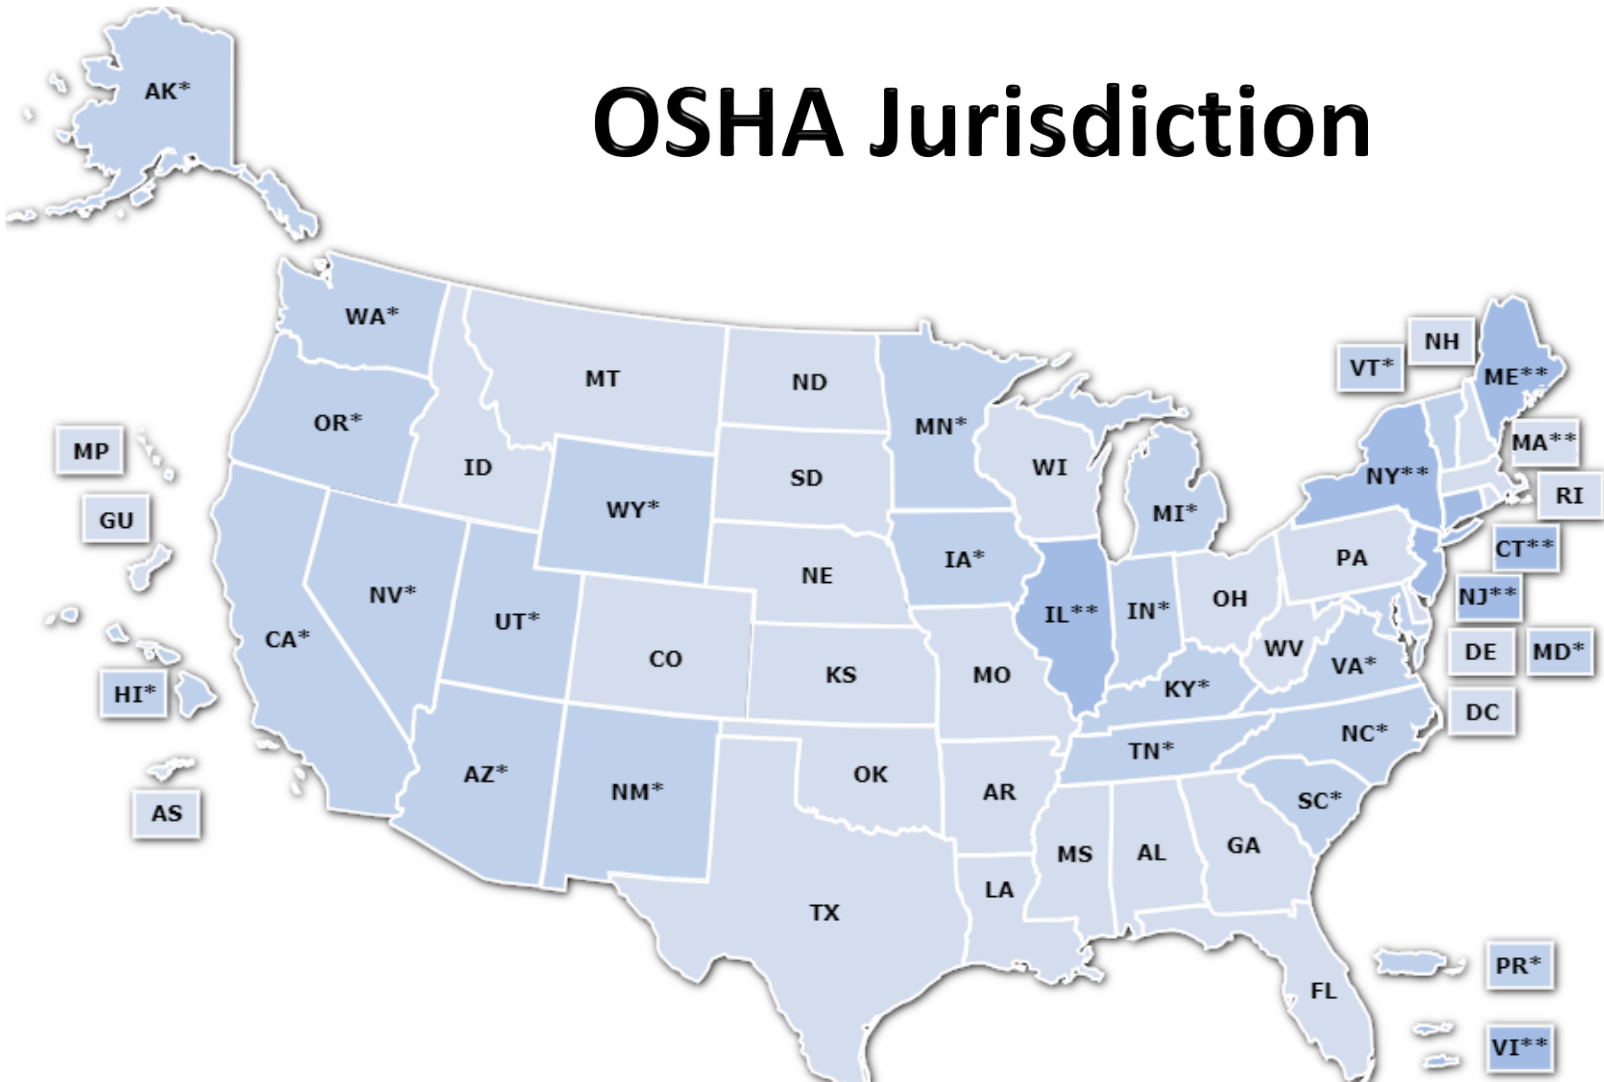 OSHA Jurisdiction
AK*
WA*
MT
ND
MN*
NH
VT*
ME**
OR*
ID
WY*
SD
WI
MI*
NY**
MA**
RI
MP
GU
CA*
NV*
UT*
CO
NE
IA*
IL**
IN*
OH
PA
CT**
NJ**
HI*
KS
MO
KY*
WV
VA*
DE
MD*
DC
AS
AZ*
NM*
OK
AR
TN*
NC*
SC*
TX
LA
MS
AL
GA
FL
PR*
VI**